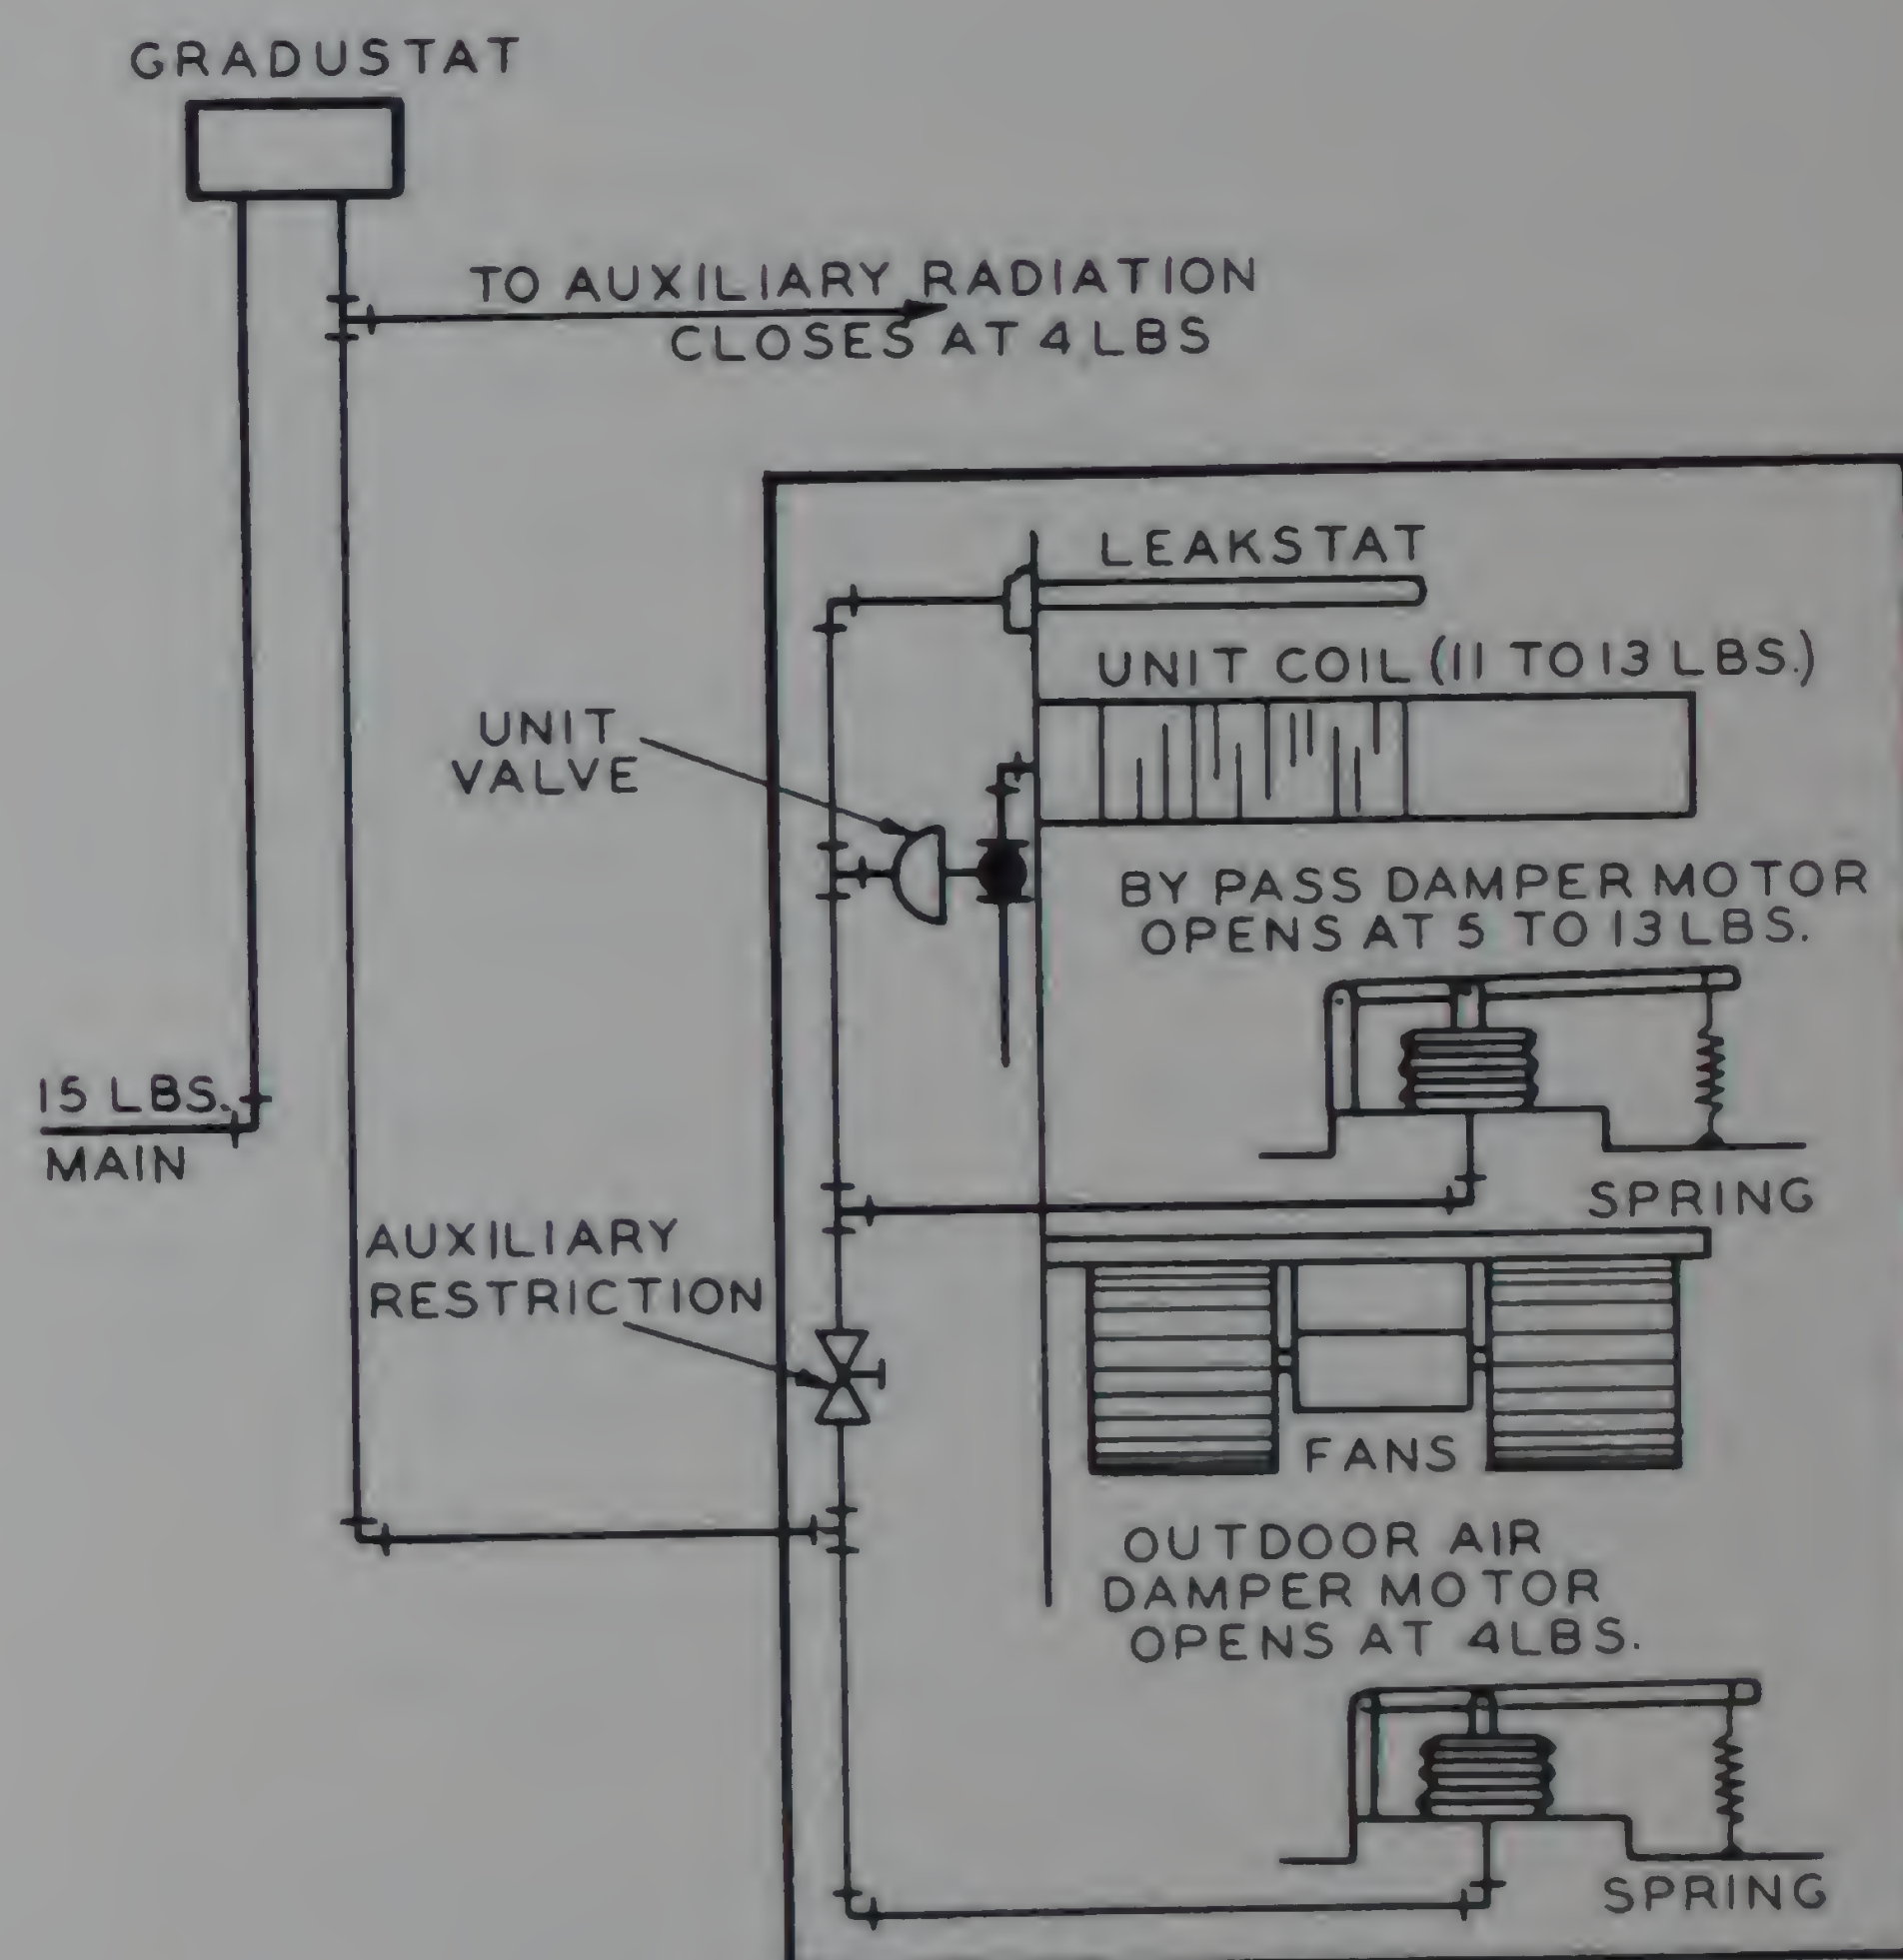 GRADUSTAT
TO AUXILIARY RADIATION
CLOSES AT 4 LBS
LEAKSTAT
UNIT COIL (11 TO 13 LBS.)
UNIT
VALVE
BY PASS DAMPER MOTOR
OPENS AT 5 TO 13 LBS.
15 LBS.
MAIN
SPRING
AUXILIARY
RESTRICTION
FANS
OUTDOOR AIR
DAMPER MOTOR
OPENS AT 4LBS.
SPRING